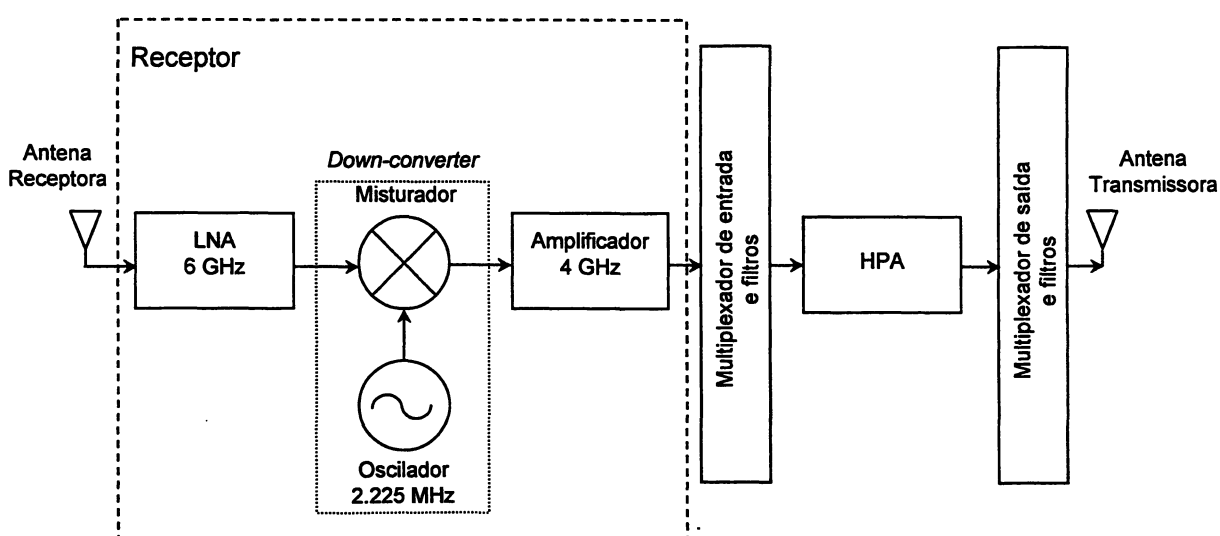 Receptor
Antena
Receptora
LNA
6 GHz
Down-converter
Misturador
Oscilador
2.225 MHz
Amplificador
4 GHz
Multiplexador de entrada
e filtros
HPA
Multiplexador de saída
e filtros
Antena
Transmissora